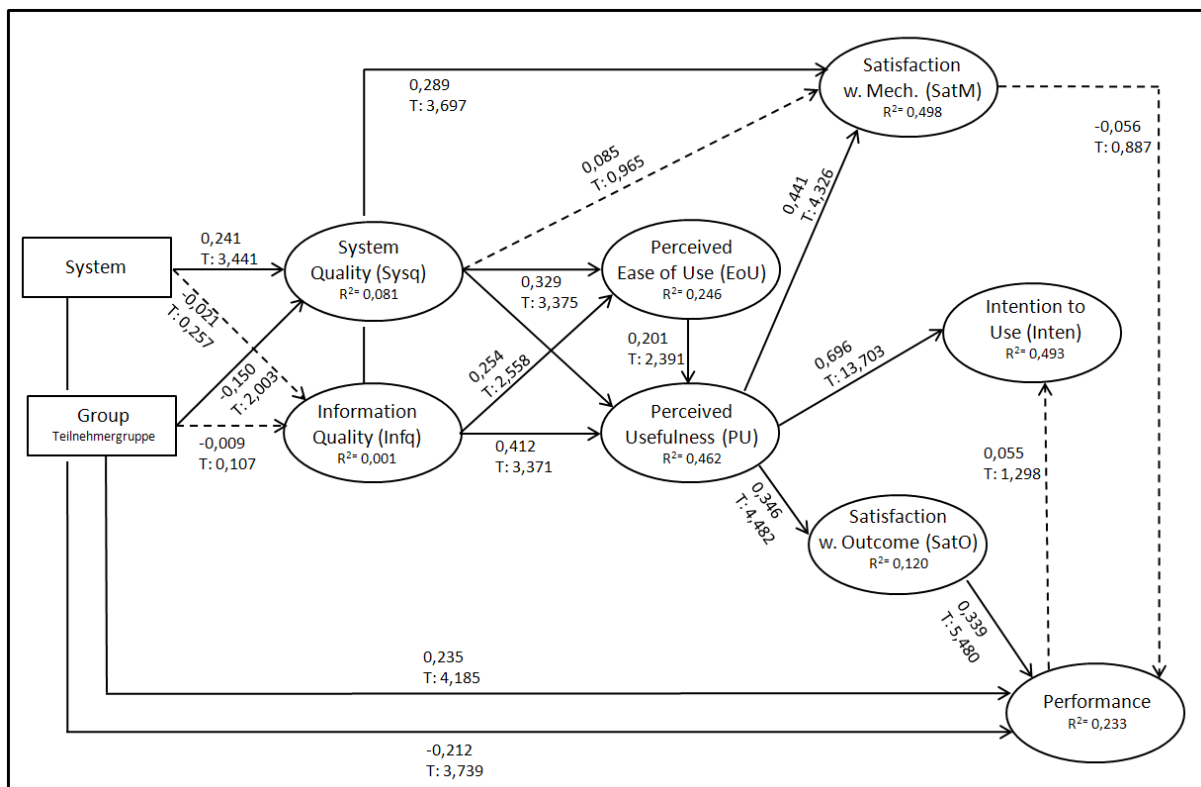 0,289
T: 3,697
Satisfaction
w. Mech. (SatM)
R²= 0,498
-0,056
T: 0,887
0,085
T: 0,965
0,441
T: 4,326
System
0,241
T: 3,441
System
Quality (Sysq)
R²= 0,081
0,329
T: 3,375
Perceived
Ease of Use (EoU)
R²= 0,246
-0,021
T: 0,257
-0,150
T: 2,003
0,254
T: 2,558
0,201
T: 2,391
0,696
T: 13,703
Intention to
Use (Inten)
R²= 0,493
Group
Teilnehmergruppe
-0,009
T: 0,107
Information
Quality (Infq)
R²= 0,001
0,412
T: 3,371
Perceived
Usefulness (PU)
R²= 0,462
0,055
T: 1,298
0,346
T: 4,482
Satisfaction
w. Outcome (SatO)
R²= 0,120
0,339
T: 5,480
0,235
T: 4,185
Performance
R²= 0,233
-0,212
T: 3,739